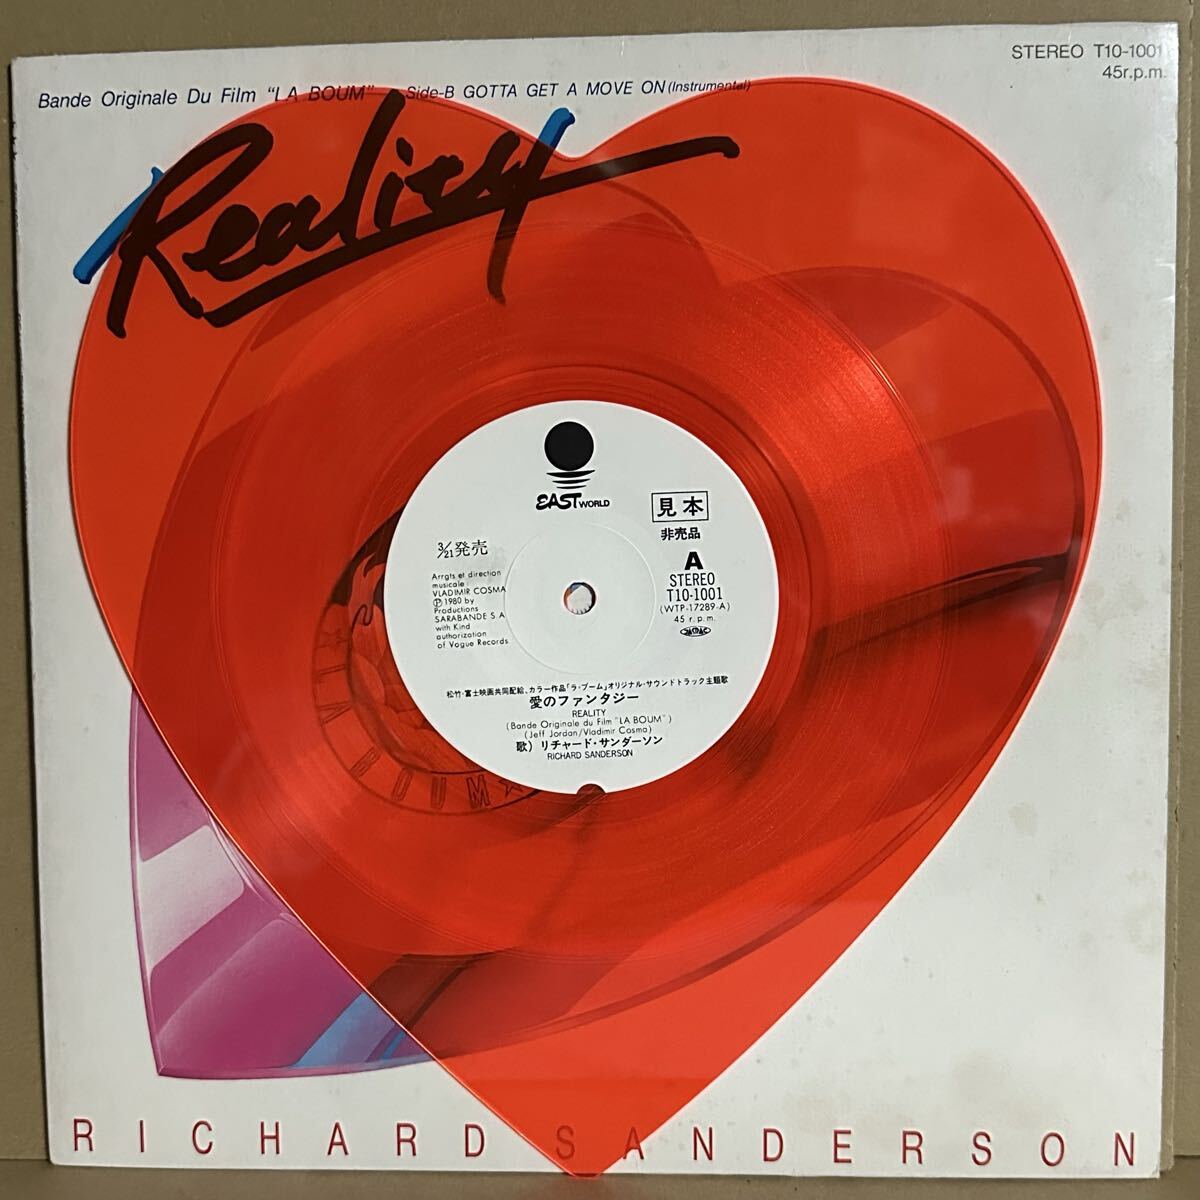 STEREO T10-1001
45r.p.m.
Bande Originale Du Film "LA BOUM" Side-B GOTTA GET A MOVE ON (Instrumental)
Reality
EAST WORLD
見本
非売品
3/21発売
A
STEREO
T10-1001
(WTP-17289-A)
45 r.p.m.
JASRAC
Arrgts et direction
musicale :
VLADIMIR COSMA
Ⓟ 1980 by
Productions
SARABANDE S.A.
with Kind
authorization
of Vogue Records
松竹・富士映画共同配給、カラー作品「ラ・ブーム」オリジナル・サウンドトラック主題歌
愛のファンタジー
REALITY
(Bande Originale du Film "LA BOUM")
(Jeff Jordan/Vladimir Cosma)
歌) リチャード・サンダーソン
RICHARD SANDERSON
LA BOUM
RICHARD SANDERSON